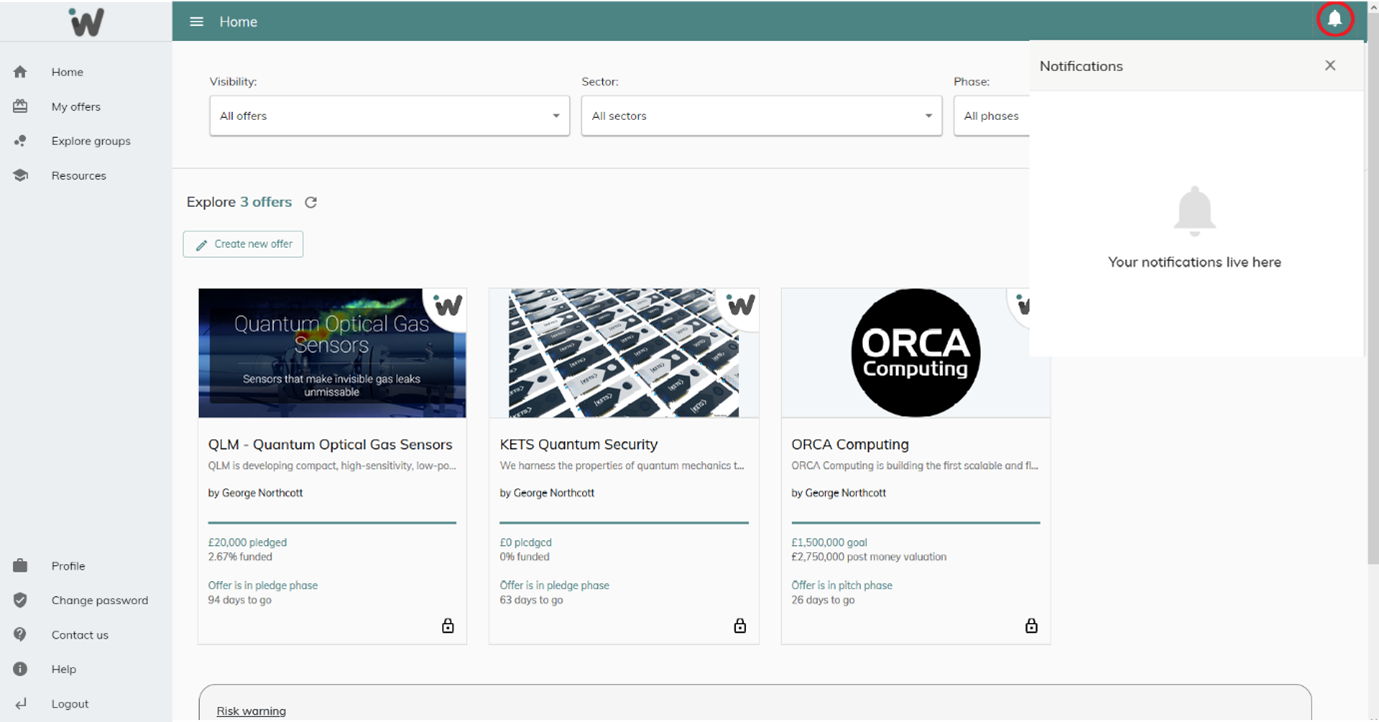 Home
Notifications
Home
My offers
Explore groups
Resources
Visibility:
All offers
Sector:
All sectors
Phase:
All phases
Your notifications live here
Explore 3 offers
Create new offer
Quantum Optical Gas
Sensors
Sensors that make invisible gas leaks
unmissable
QLM - Quantum Optical Gas Sensors
QLM is developing compact, high-sensitivity, low-po...
by George Northcott
£20,000 pledged
2.67% funded
Offer is in pledge phase
94 days to go
KETS Quantum Security
We harness the properties of quantum mechanics t...
by George Northcott
£0 pledged
0% funded
Offer is in pledge phase
63 days to go
ORCA
Computing
ORCA Computing
ORCA Computing is building the first scalable and fl...
by George Northcott
£1,500,000 goal
£2,750,000 post money valuation
Offer is in pitch phase
26 days to go
Profile
Change password
Contact us
Help
Logout
Risk warning